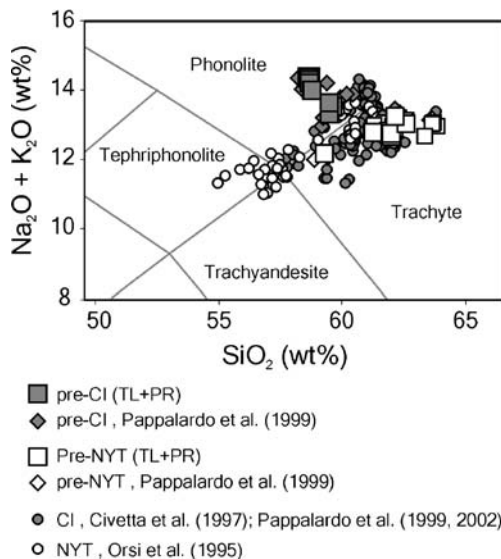 16
14
12
10
8
Na₂O + K₂O (wt%)
Phonolite
Tephriphonolite
Trachyte
Trachyandesite
50 55 60 65
SiO₂ (wt%)
pre-CI (TL+PR)
pre-CI , Pappalardo et al. (1999)
Pre-NYT (TL+PR)
pre-NYT , Pappalardo et al. (1999)
CI , Civetta et al. (1997); Pappalardo et al. (1999, 2002)
NYT , Orsi et al. (1995)